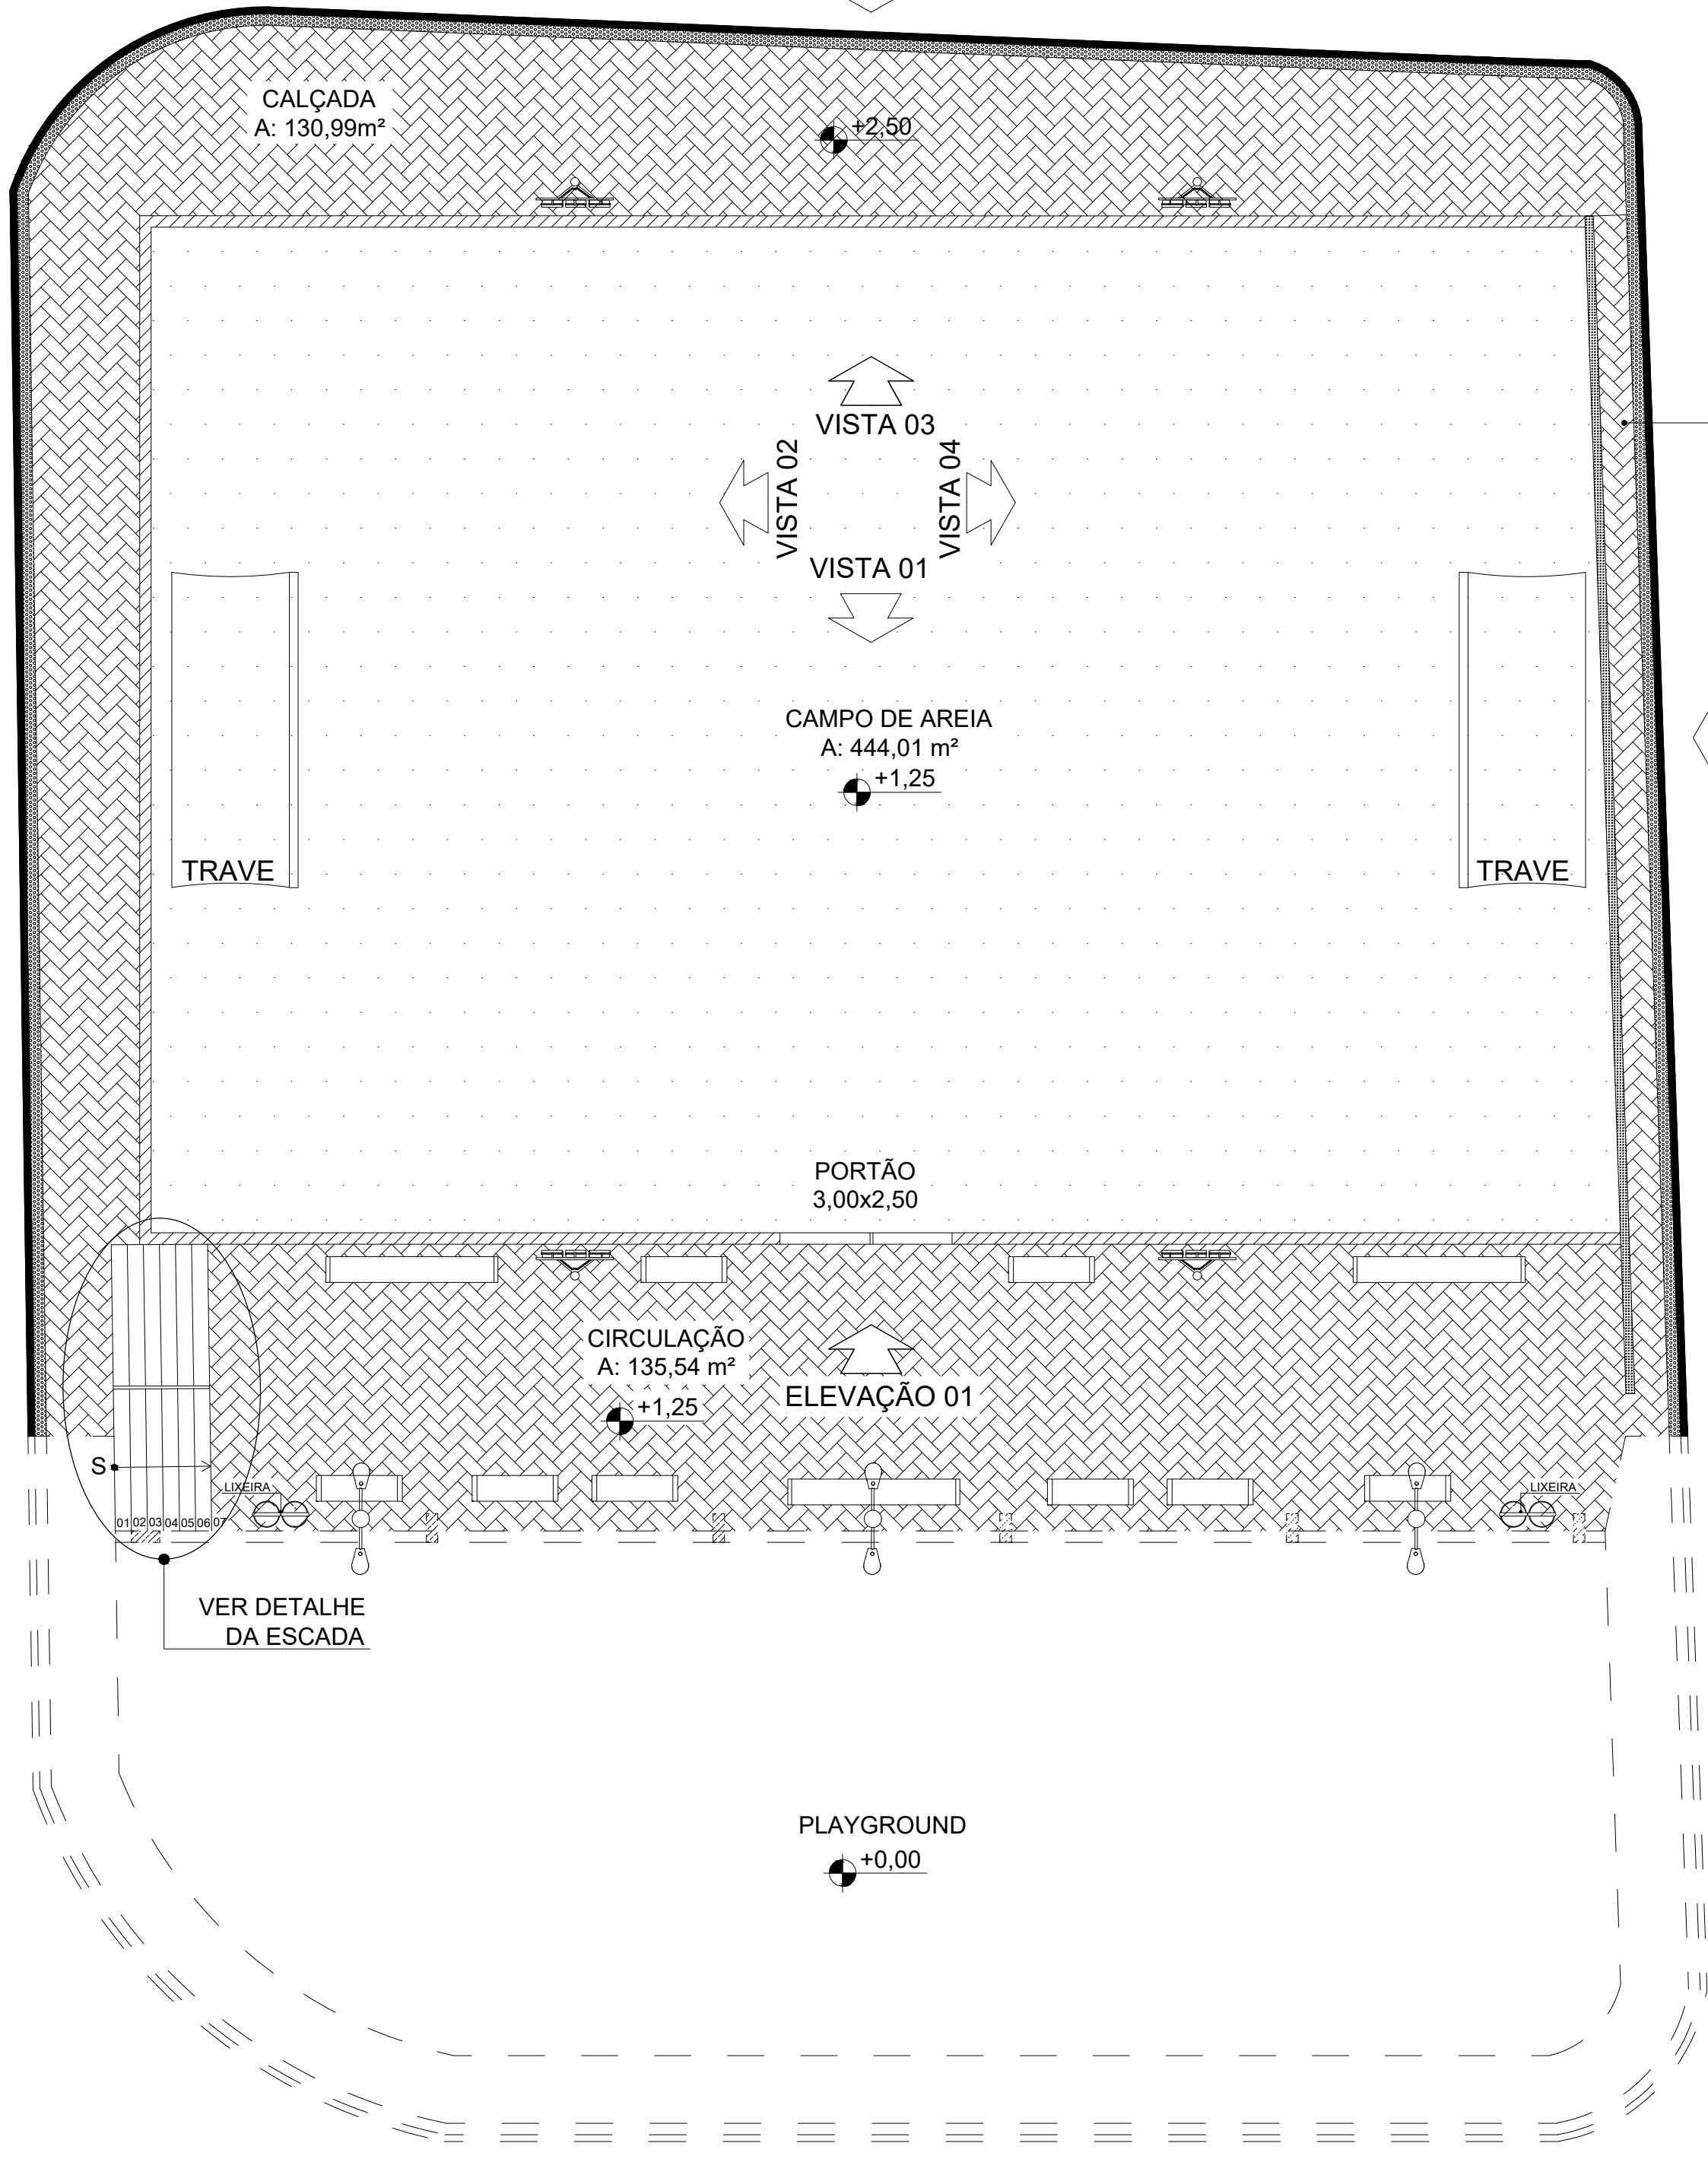 CALÇADA
A: 130,99m²
+2,50
VISTA 03
VISTA 02
VISTA 04
VISTA 01
CAMPO DE AREIA
A: 444,01 m²
+1,25
TRAVE
TRAVE
PORTÃO
3,00x2,50
CIRCULAÇÃO
A: 135,54 m²
+1,25
ELEVAÇÃO 01
S
LIXEIRA
LIXEIRA
01 02 03 04 05 06 07
VER DETALHE
DA ESCADA
PLAYGROUND
+0,00